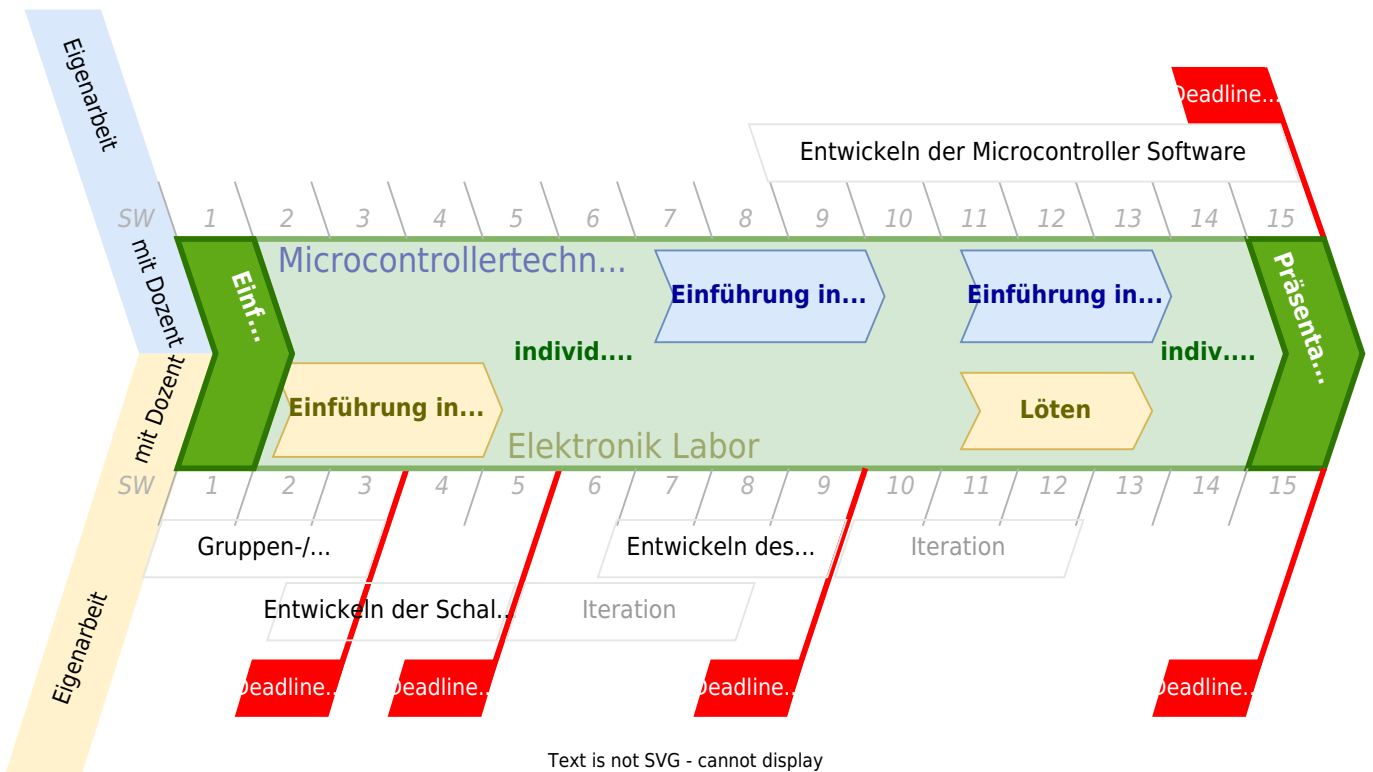 Eigenarbeit
Deadline...
Entwickeln der Microcontroller Software
SW 1 2 3 4 5 6 7 8 9 10 11 12 13 14 15
mit Dozent
Microcontrollertechn...
Einf...
Einführung in...
Einführung in...
Präsenta...
individ....
indiv....
mit Dozent
Einführung in...
Löten
Elektronik Labor
SW 1 2 3 4 5 6 7 8 9 10 11 12 13 14 15
Gruppen-/...
Entwickeln des...
Iteration
Entwickeln der Schal...
Iteration
Eigenarbeit
Deadline...
Deadline...
Deadline...
Deadline...
Text is not SVG - cannot display